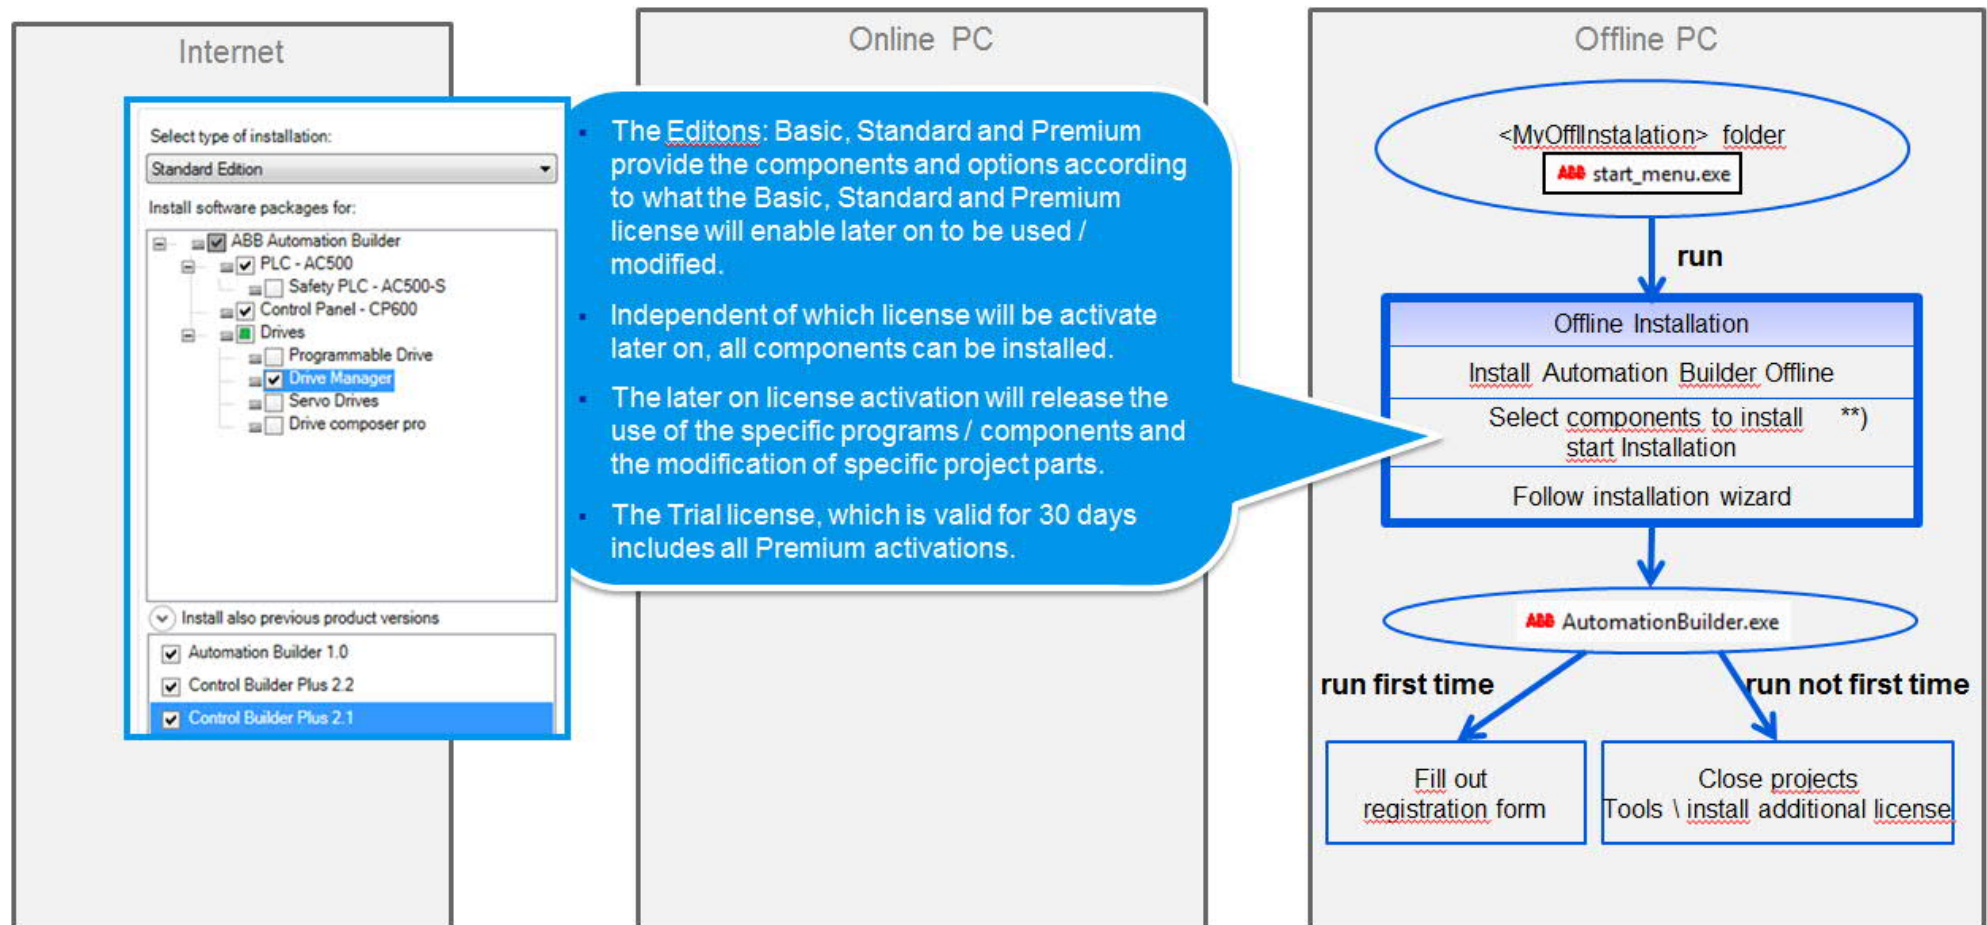 Internet
Select type of installation:
Standard Edition
Install software packages for:
ABB Automation Builder
PLC - AC500
Safety PLC - AC500-S
Control Panel - CP600
Drives
Programmable Drive
Drive Manager
Servo Drives
Drive composer pro
Install also previous product versions
Automation Builder 1.0
Control Builder Plus 2.2
Control Builder Plus 2.1
Online PC
The Editons: Basic, Standard and Premium
provide the components and options according
to what the Basic, Standard and Premium
license will enable later on to be used /
modified.
Independent of which license will be activate
later on, all components can be installed.
The later on license activation will release the
use of the specific programs / components and
the modification of specific project parts.
The Trial license, which is valid for 30 days
includes all Premium activations.
Offline PC
<MyOfflInstalation> folder
ABB start_menu.exe
run
Offline Installation
Install Automation Builder Offline
Select components to install **)
start Installation
Follow installation wizard
ABB AutomationBuilder.exe
run first time
run not first time
Fill out
registration form
Close projects
Tools \ install additional license